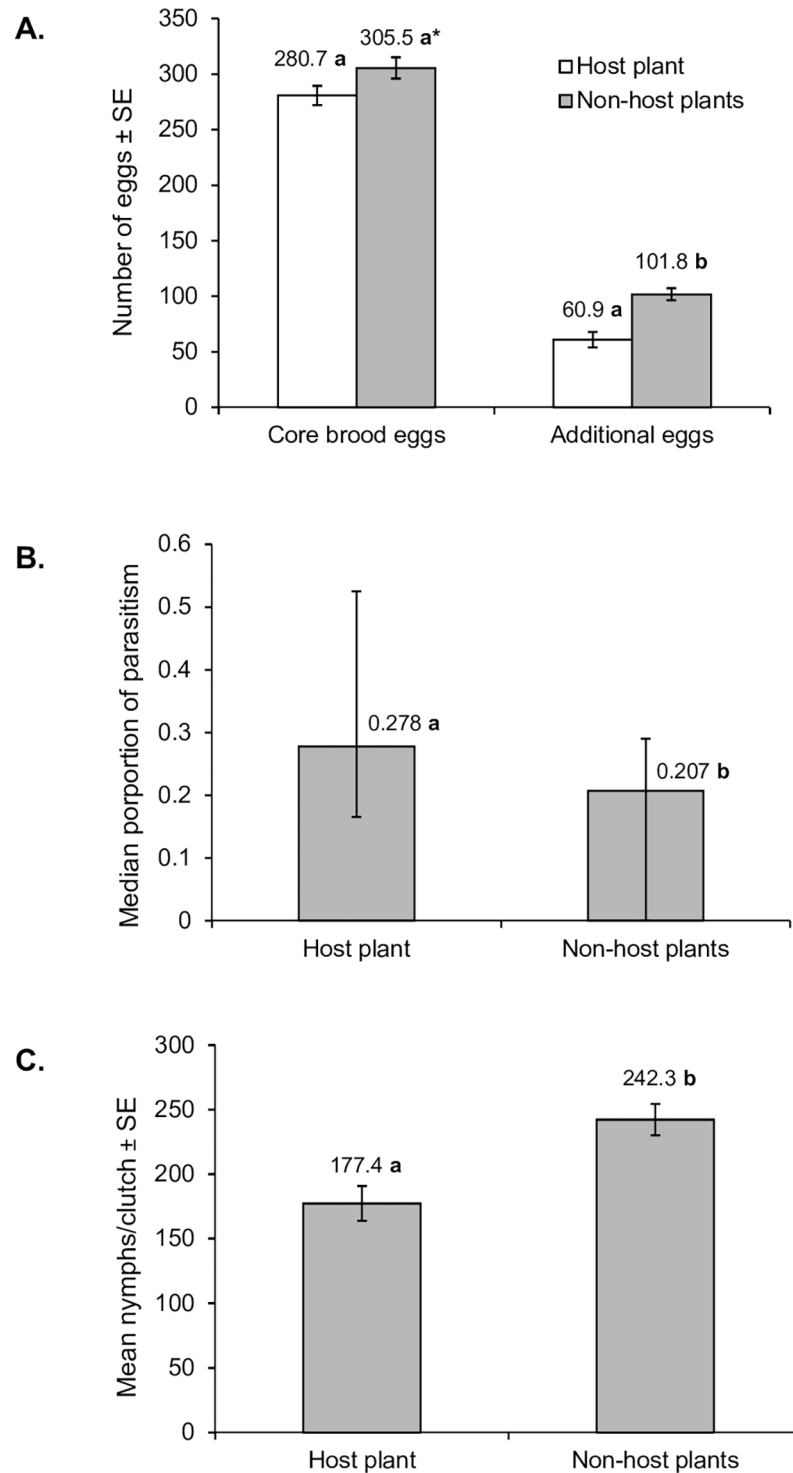 A.
Number of eggs ± SE
350
300
250
200
150
100
50
0
280.7 a
305.5 a*
60.9 a
101.8 b
Host plant
Non-host plants
Core brood eggs
Additional eggs
B.
Median porportion of parasitism
0.6
0.5
0.4
0.3
0.2
0.1
0
0.278 a
0.207 b
Host plant
Non-host plants
C.
Mean nymphs/clutch ± SE
300
250
200
150
100
50
0
177.4 a
242.3 b
Host plant
Non-host plants